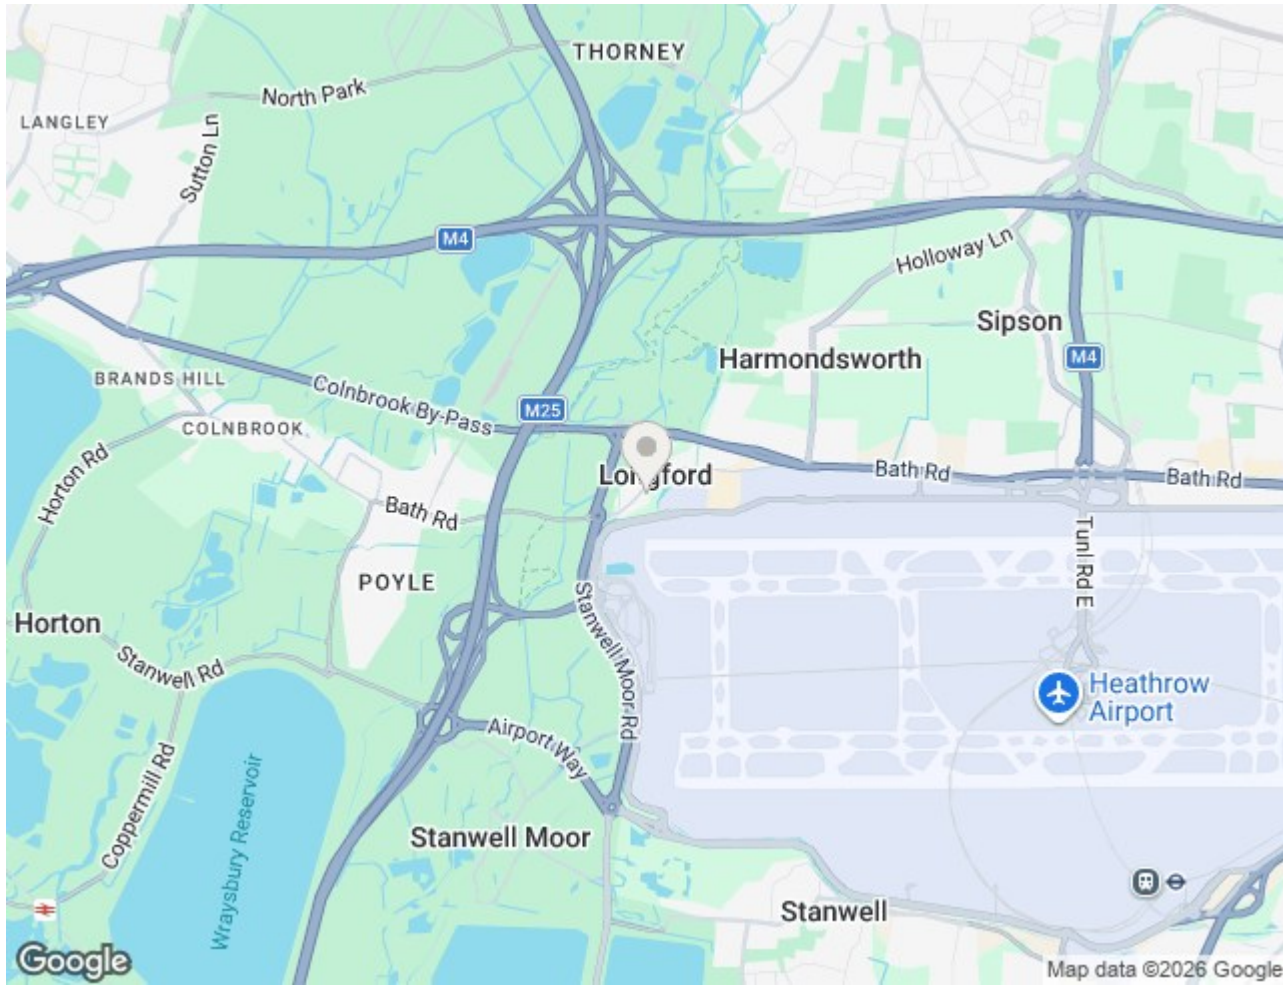 THORNEY
North Park
LANGLEY
Sutton Ln
M4
Holloway Ln
Sipson
Harmondsworth
M4
BRANDS HILL
Colnbrook By-Pass
M25
COLNBROOK
Horton Rd
Longford
Bath Rd
Bath Rd
Bath Rd
Tunl Rd E
POYLE
Horton
Stanwell Rd
Stanwell Moor Rd
Heathrow
Airport
Airport Way
Coppermill Rd
Wraysbury Reservoir
Stanwell Moor
Stanwell
Google
Map data ©2026 Google